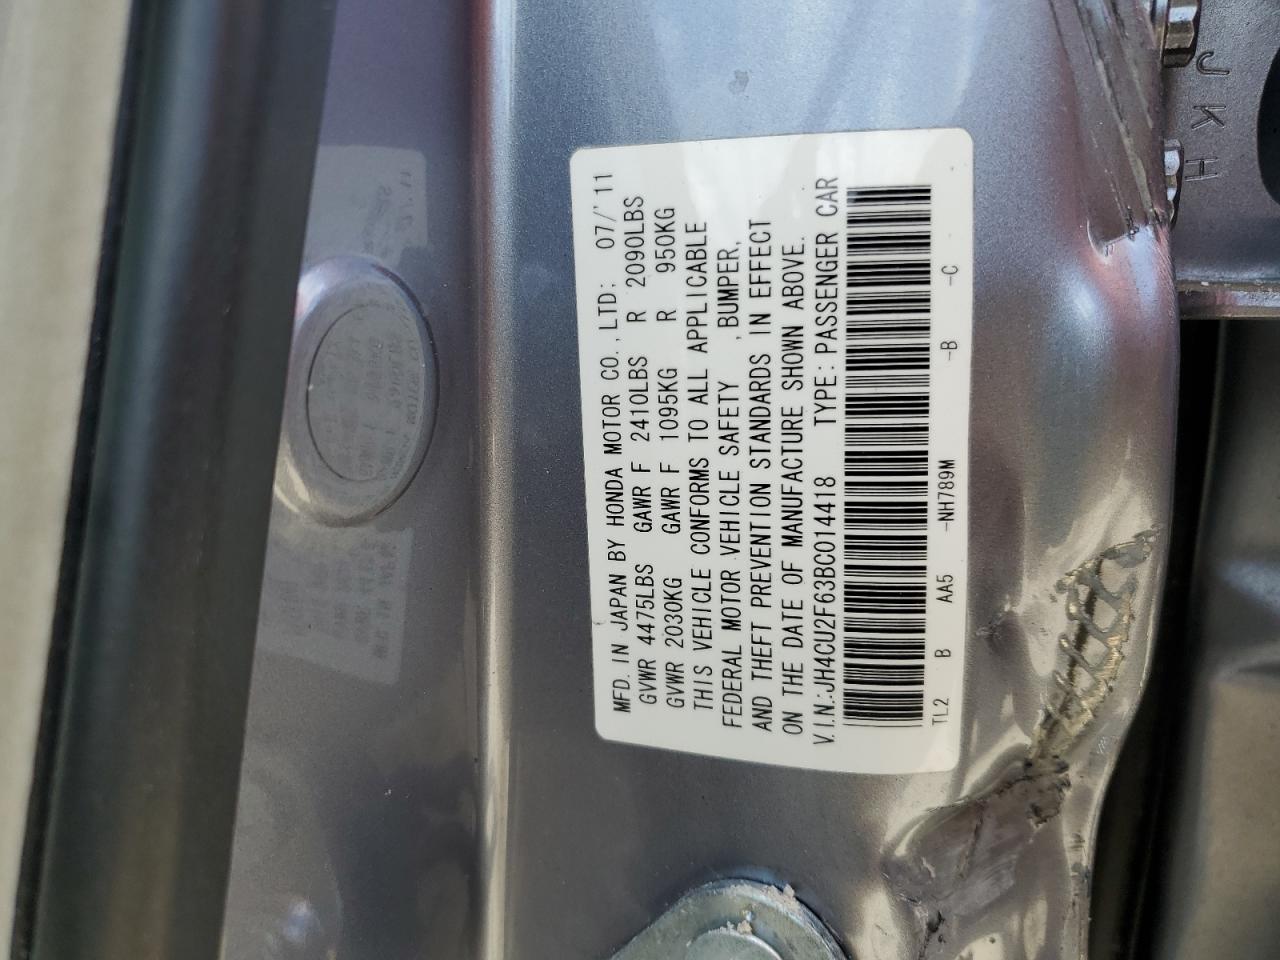 MFD. IN JAPAN BY HONDA MOTOR CO., LTD: 07/'11
GVWR 4475LBS GAWR F 2410LBS R 2090LBS
GVWR 2030KG GAWR F 1095KG R 950KG
THIS VEHICLE CONFORMS TO ALL APPLICABLE
FEDERAL MOTOR VEHICLE SAFETY , BUMPER,
AND THEFT PREVENTION STANDARDS IN EFFECT
ON THE DATE OF MANUFACTURE SHOWN ABOVE.
V.I.N.:JH4CU2F63BC014418 TYPE: PASSENGER CAR
TL2 B AA5 -NH789M -B -C
JKH